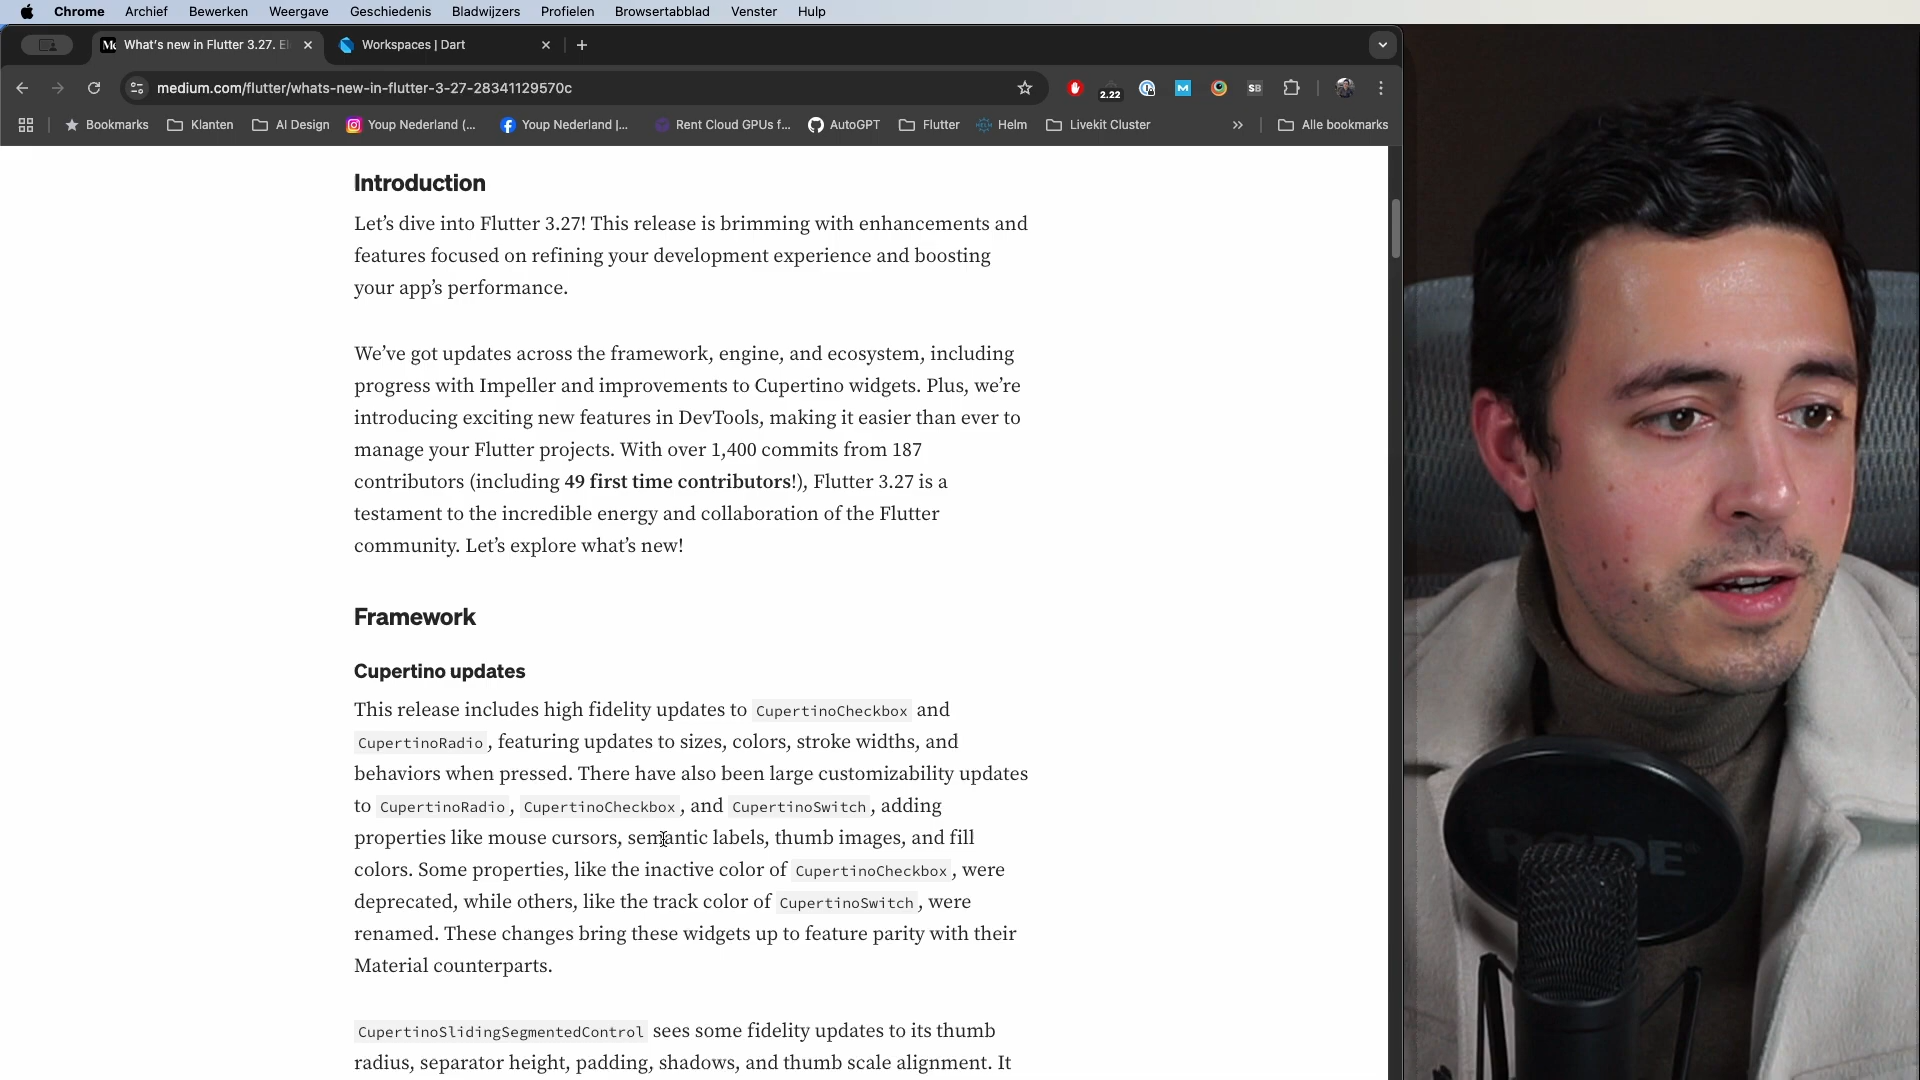 Chrome Archief Bewerken Weergave Geschiedenis Bladwijzers Profielen Browsertabblad Venster Hulp
What's new in Flutter 3.27. El
Workspaces | Dart
medium.com/flutter/whats-new-in-flutter-3-27-28341129570c
2.22
M
SB
Bookmarks Klanten AI Design Youp Nederland (... Youp Nederland |... Rent Cloud GPUs f... AutoGPT Flutter Helm Livekit Cluster » Alle bookmarks
Introduction
Let's dive into Flutter 3.27! This release is brimming with enhancements and
features focused on refining your development experience and boosting
your app's performance.
We've got updates across the framework, engine, and ecosystem, including
progress with Impeller and improvements to Cupertino widgets. Plus, we're
introducing exciting new features in DevTools, making it easier than ever to
manage your Flutter projects. With over 1,400 commits from 187
contributors (including 49 first time contributors!), Flutter 3.27 is a
testament to the incredible energy and collaboration of the Flutter
community. Let's explore what's new!
Framework
Cupertino updates
This release includes high fidelity updates to CupertinoCheckbox and
CupertinoRadio, featuring updates to sizes, colors, stroke widths, and
behaviors when pressed. There have also been large customizability updates
to CupertinoRadio, CupertinoCheckbox, and CupertinoSwitch, adding
properties like mouse cursors, semantic labels, thumb images, and fill
colors. Some properties, like the inactive color of CupertinoCheckbox, were
deprecated, while others, like the track color of CupertinoSwitch, were
renamed. These changes bring these widgets up to feature parity with their
Material counterparts.
CupertinoSlidingSegmentedControl sees some fidelity updates to its thumb
radius, separator height, padding, shadows, and thumb scale alignment. It
RØDE